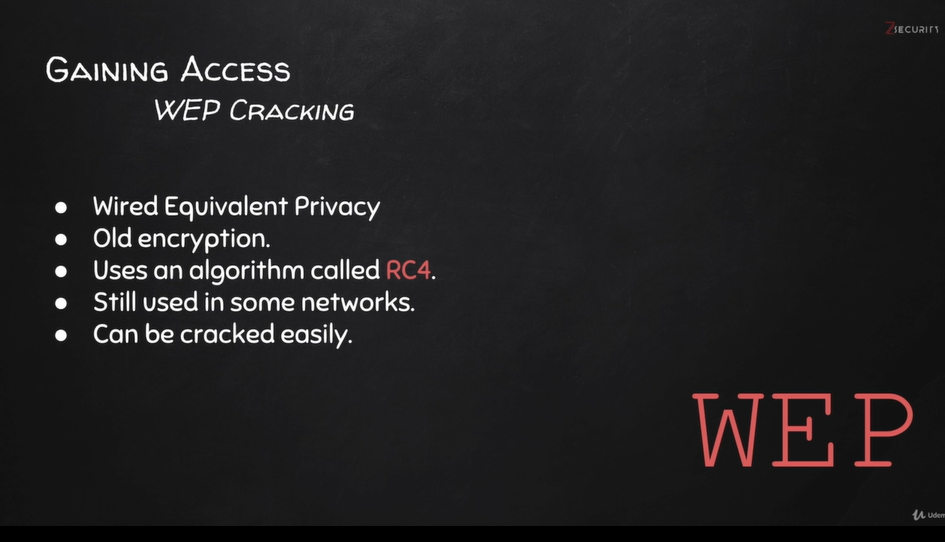 ZSECURITY
GAINING ACCESS
WEP CRACKING
● Wired Equivalent Privacy
● Old encryption.
● Uses an algorithm called RC4.
● Still used in some networks.
● Can be cracked easily.
WEP
Udem